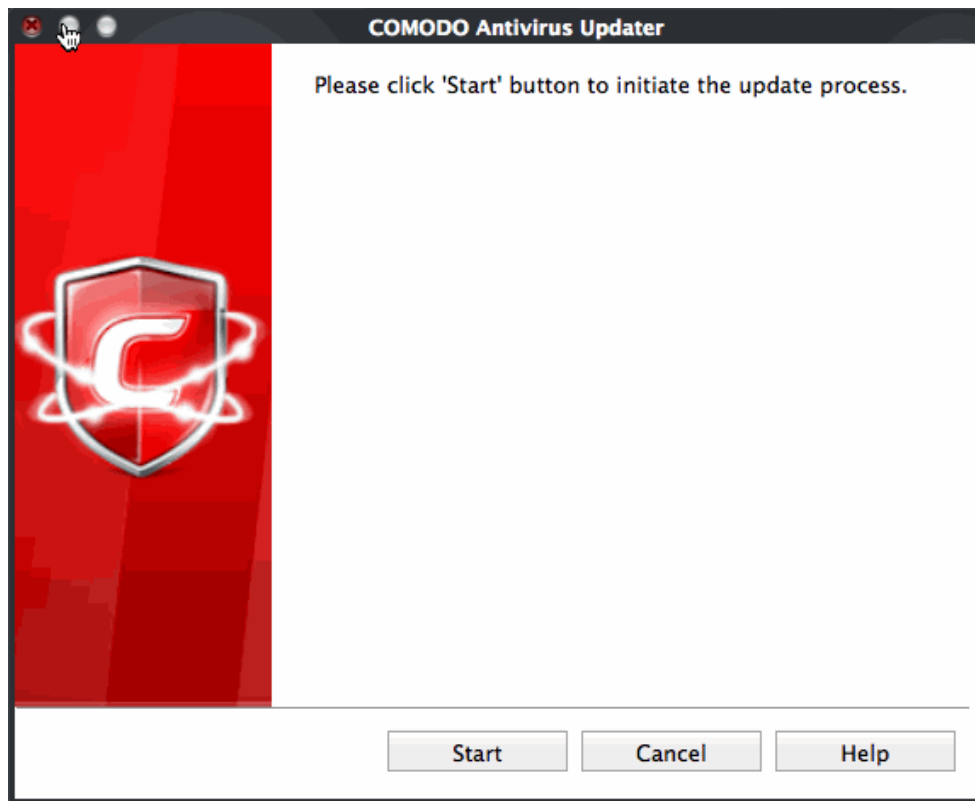 COMODO Antivirus Updater
Please click 'Start' button to initiate the update process.
C
Start Cancel Help